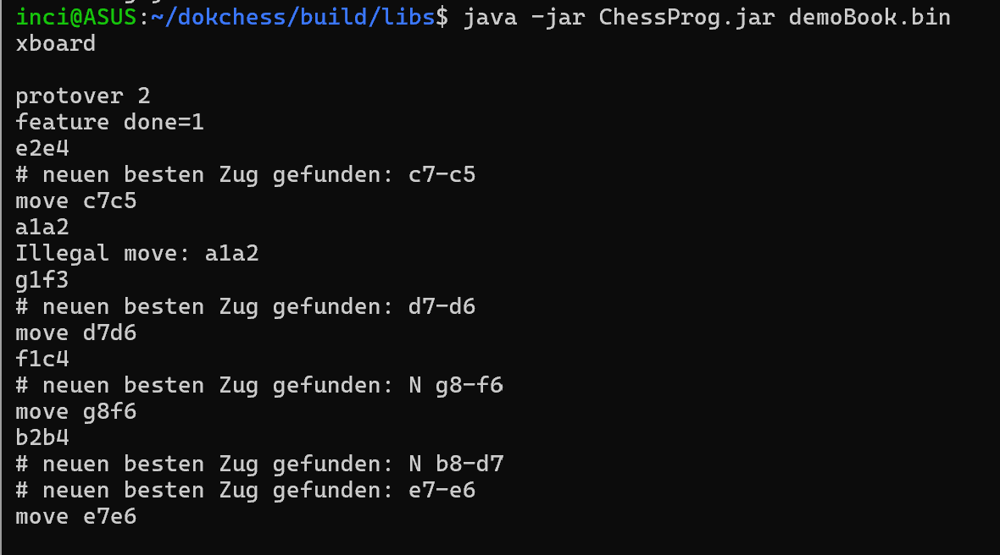 inci@ASUS:~/dokchess/build/libs$ java -jar ChessProg.jar demoBook.bin
xboard
protover 2
feature done=1
e2e4
# neuen besten Zug gefunden: c7-c5
move c7c5
a1a2
Illegal move: a1a2
g1f3
# neuen besten Zug gefunden: d7-d6
move d7d6
f1c4
# neuen besten Zug gefunden: N g8-f6
move g8f6
b2b4
# neuen besten Zug gefunden: N b8-d7
# neuen besten Zug gefunden: e7-e6
move e7e6